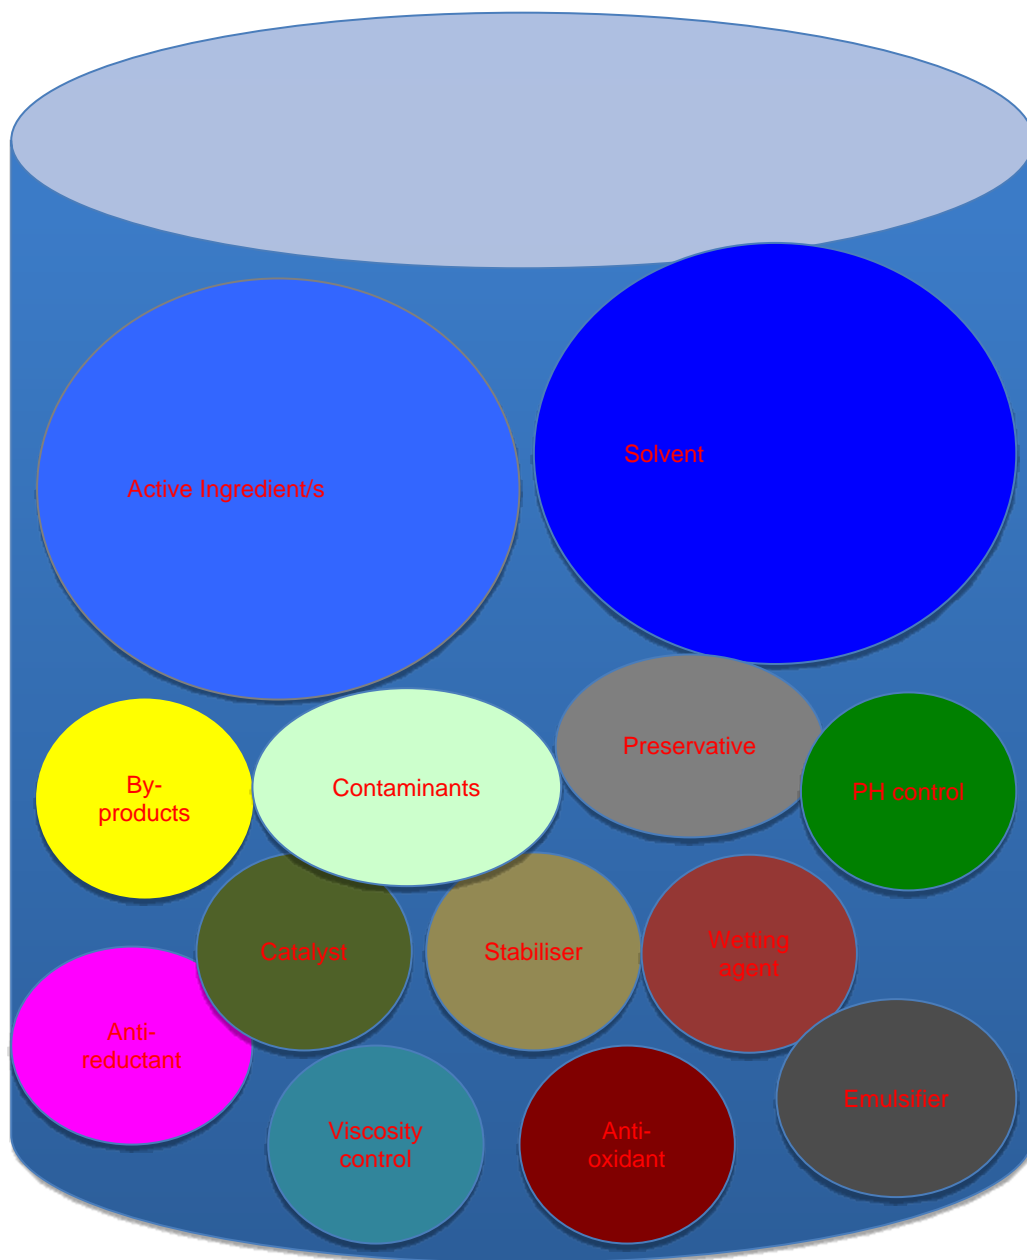 Solvent
Active Ingredient/s
Preservative
By-
products
Contaminants
PH control
Catalyst
Stabiliser
Wetting
agent
Anti-
reductant
Emulsifier
Viscosity
control
Anti-
oxidant